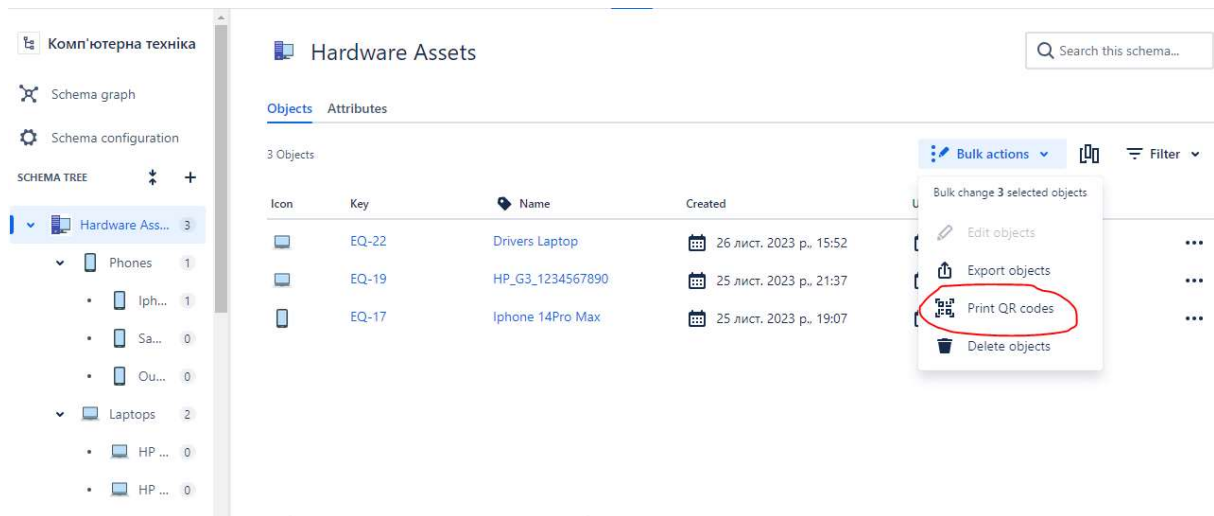 Комп'ютерна техніка
Schema graph
Schema configuration
SCHEMA TREE
Hardware Ass... 3
Phones 1
Iph... 1
Sa... 0
Ou... 0
Laptops 2
HP ... 0
HP ... 0
Hardware Assets
Search this schema...
Objects Attributes
3 Objects
Bulk actions
Filter
Icon Key Name Created U
EQ-22 Drivers Laptop 26 лист. 2023 р., 15:52
EQ-19 HP_G3_1234567890 25 лист. 2023 р., 21:37
EQ-17 Iphone 14Pro Max 25 лист. 2023 р., 19:07
Bulk change 3 selected objects
Edit objects
Export objects
Print QR codes
Delete objects